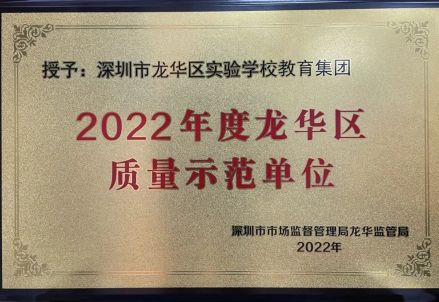 授予：深圳市龙华区实验学校教育集团
2022年度龙华区
质量示范单位
深圳市市场监督管理局龙华监管局
2022年